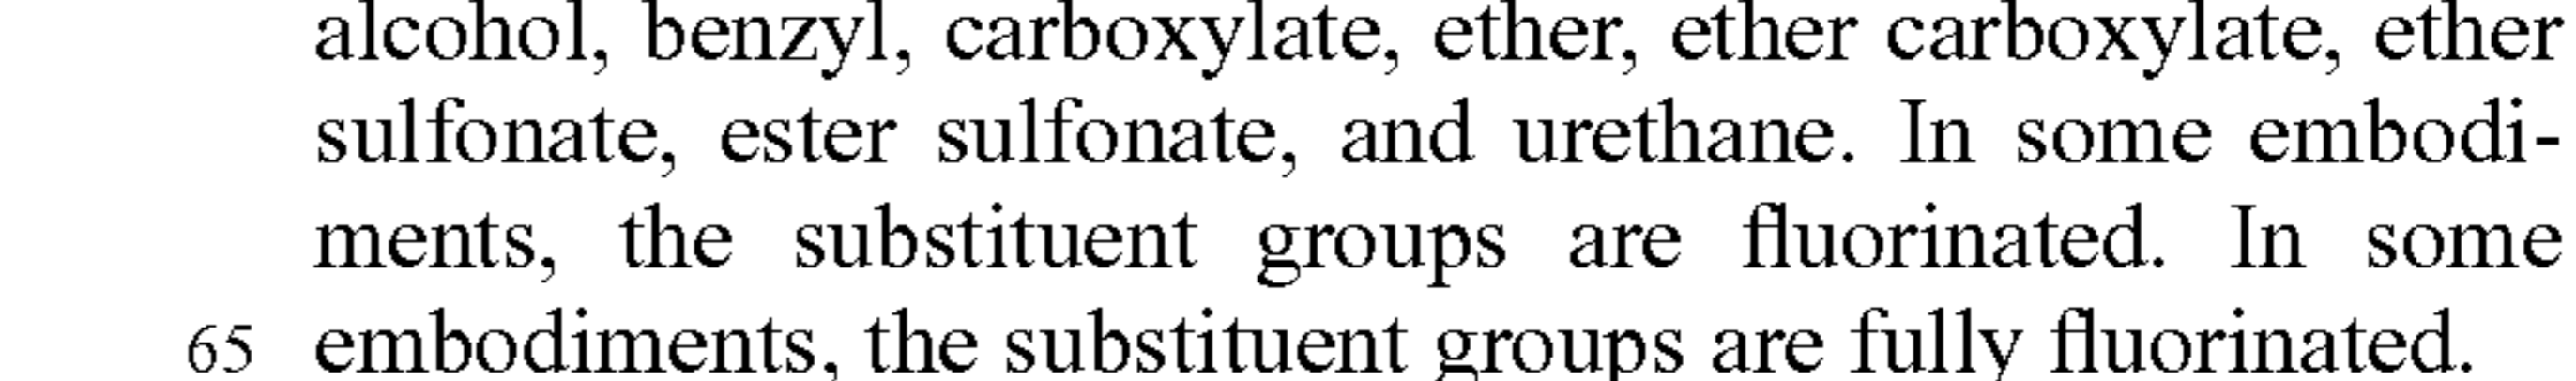 alcohol, benzyl, carboxylate, ether, ether carboxylate, ether
sulfonate, ester sulfonate, and urethane. In some embodi-
ments, the substituent groups are fluorinated. In some
65 embodiments, the substituent groups are fully fluorinated.